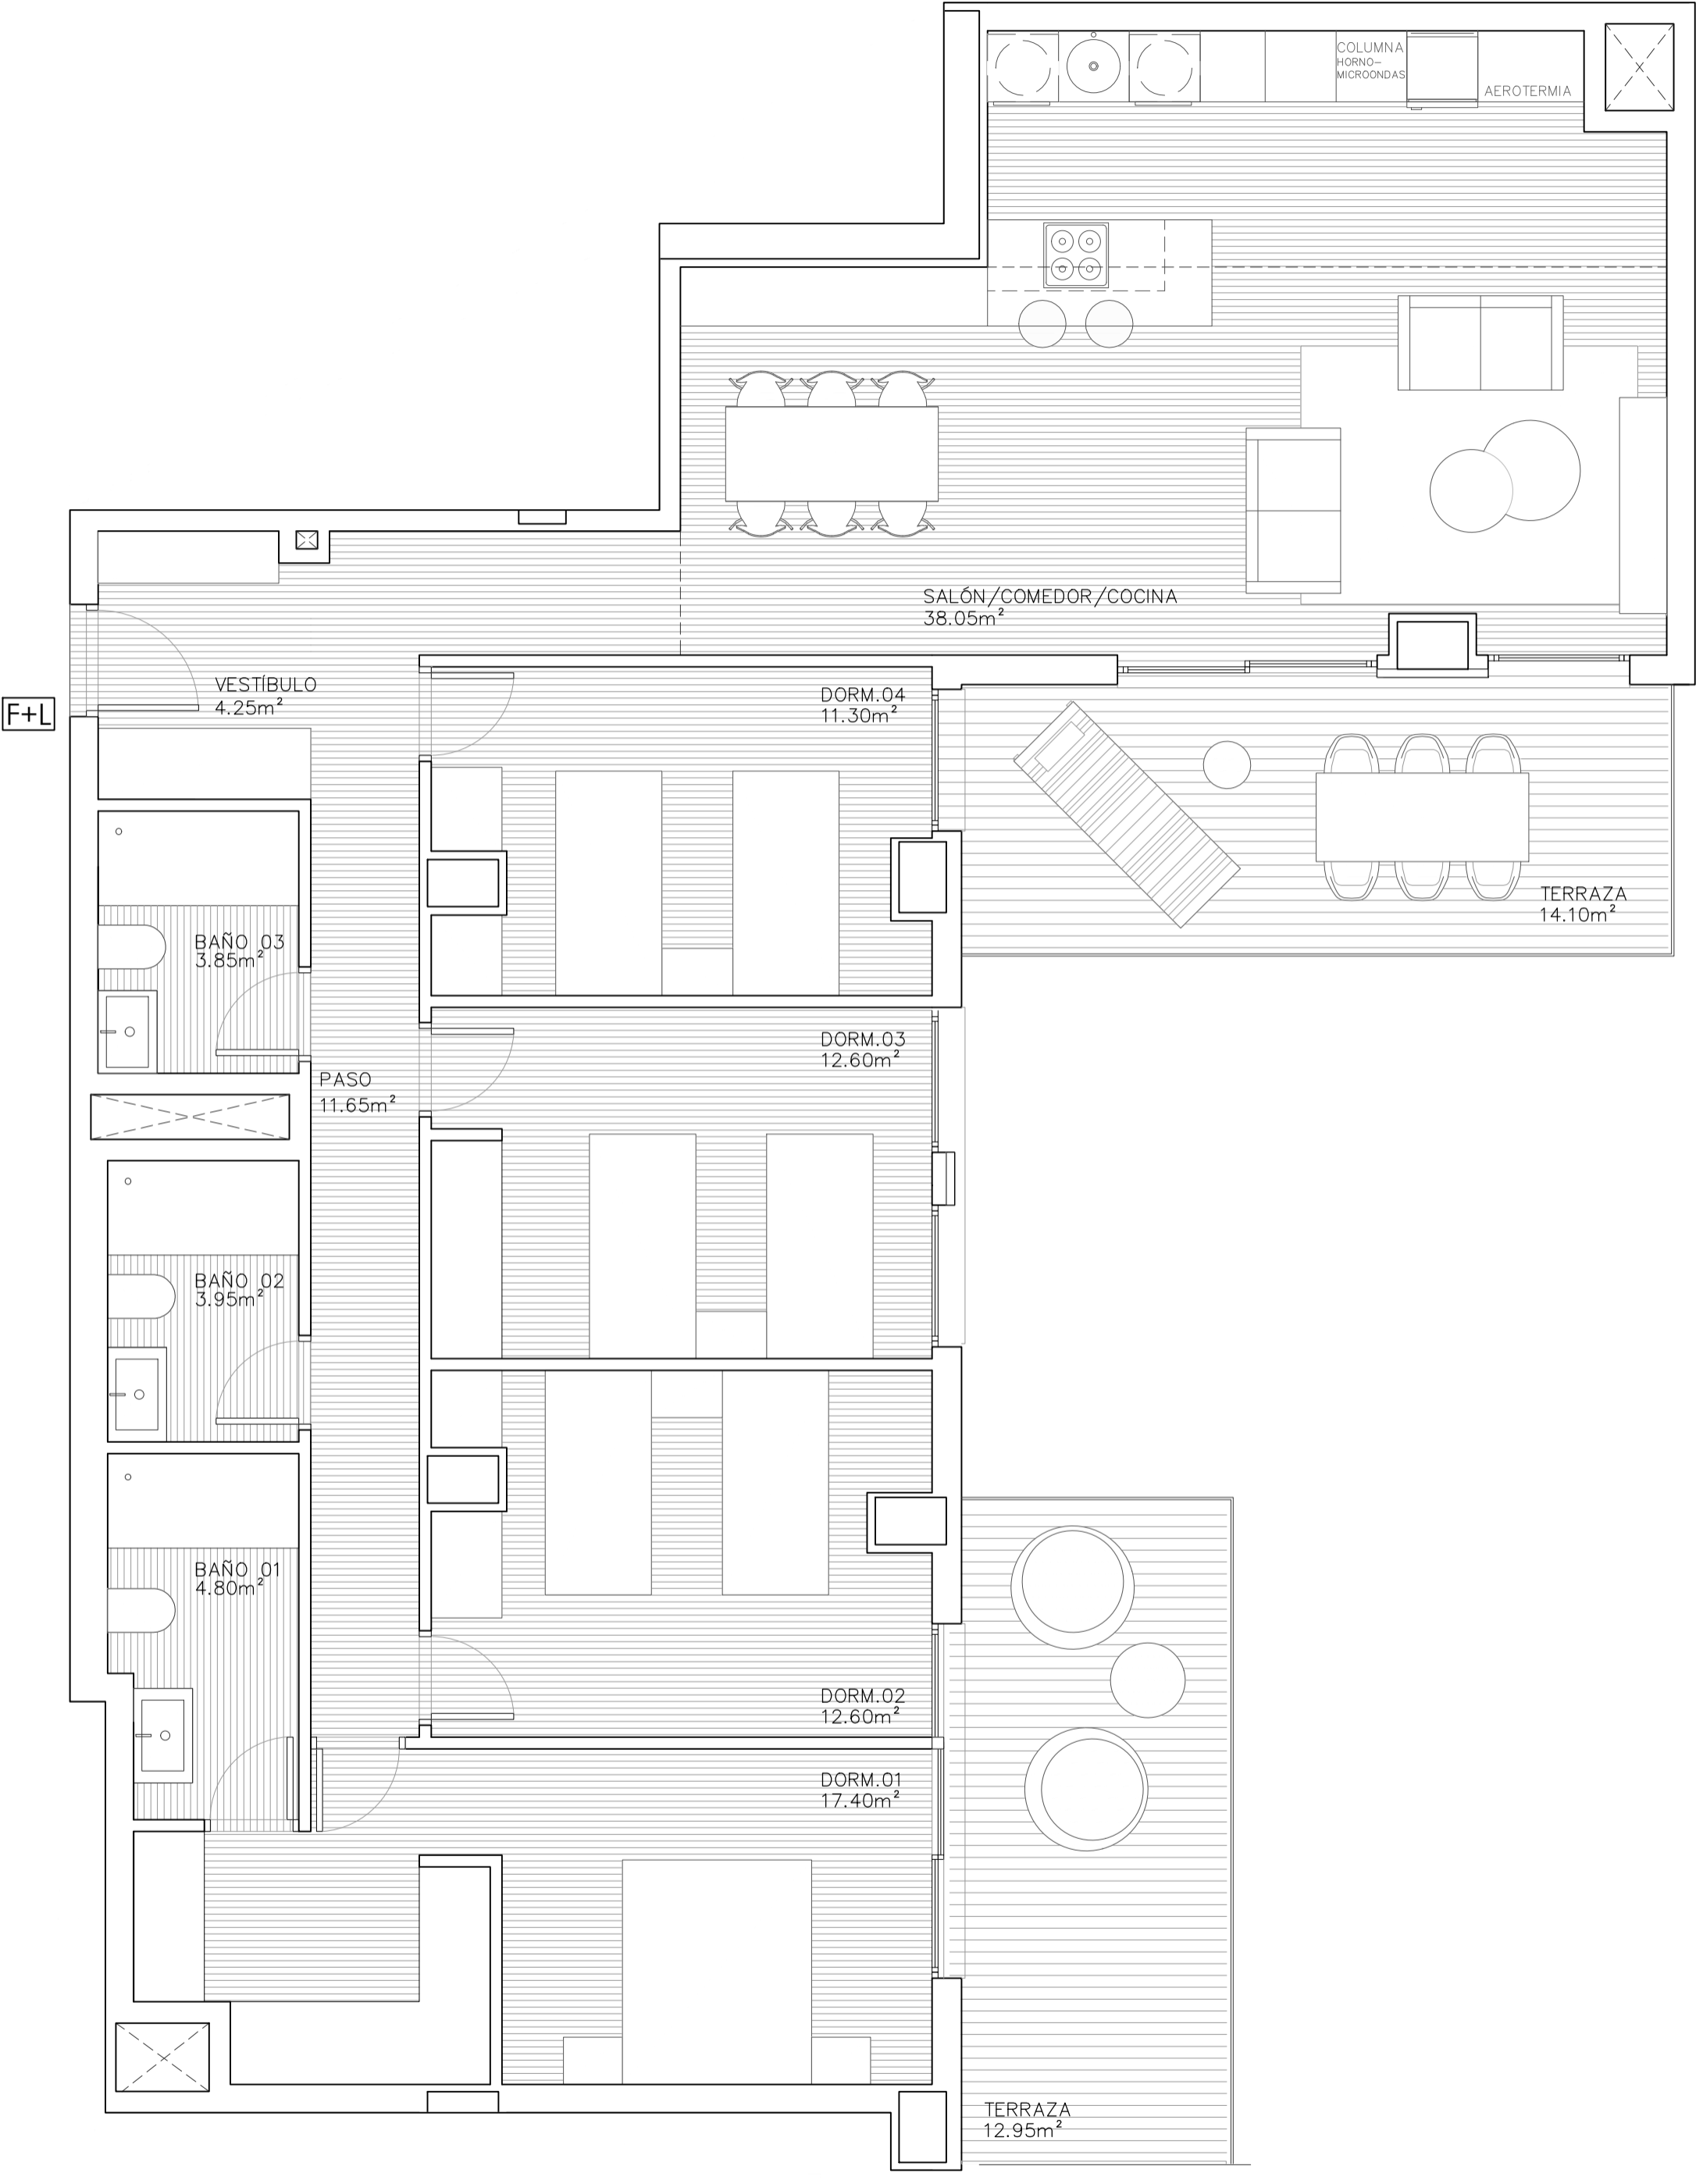 COLUMNA
HORNO-
MICROONDAS
AEROTERMIA
SALÓN/COMEDOR/COCINA
38.05m²
VESTÍBULO
4.25m²
F+L
DORM.04
11.30m²
TERRAZA
14.10m²
BAÑO 03
3.85m²
DORM.03
12.60m²
PASO
11.65m²
BAÑO 02
3.95m²
BAÑO 01
4.80m²
DORM.02
12.60m²
DORM.01
17.40m²
TERRAZA
12.95m²